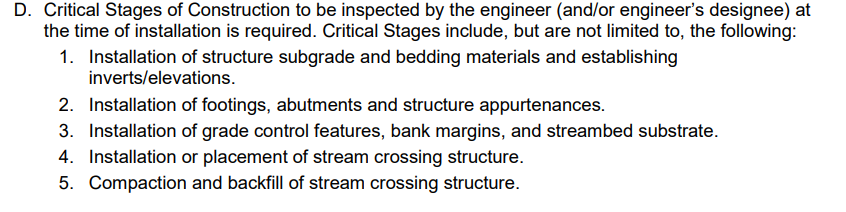 D. Critical Stages of Construction to be inspected by the engineer (and/or engineer's designee) at
the time of installation is required. Critical Stages include, but are not limited to, the following:
1. Installation of structure subgrade and bedding materials and establishing
inverts/elevations.
2. Installation of footings, abutments and structure appurtenances.
3. Installation of grade control features, bank margins, and streambed substrate.
4. Installation or placement of stream crossing structure.
5. Compaction and backfill of stream crossing structure.